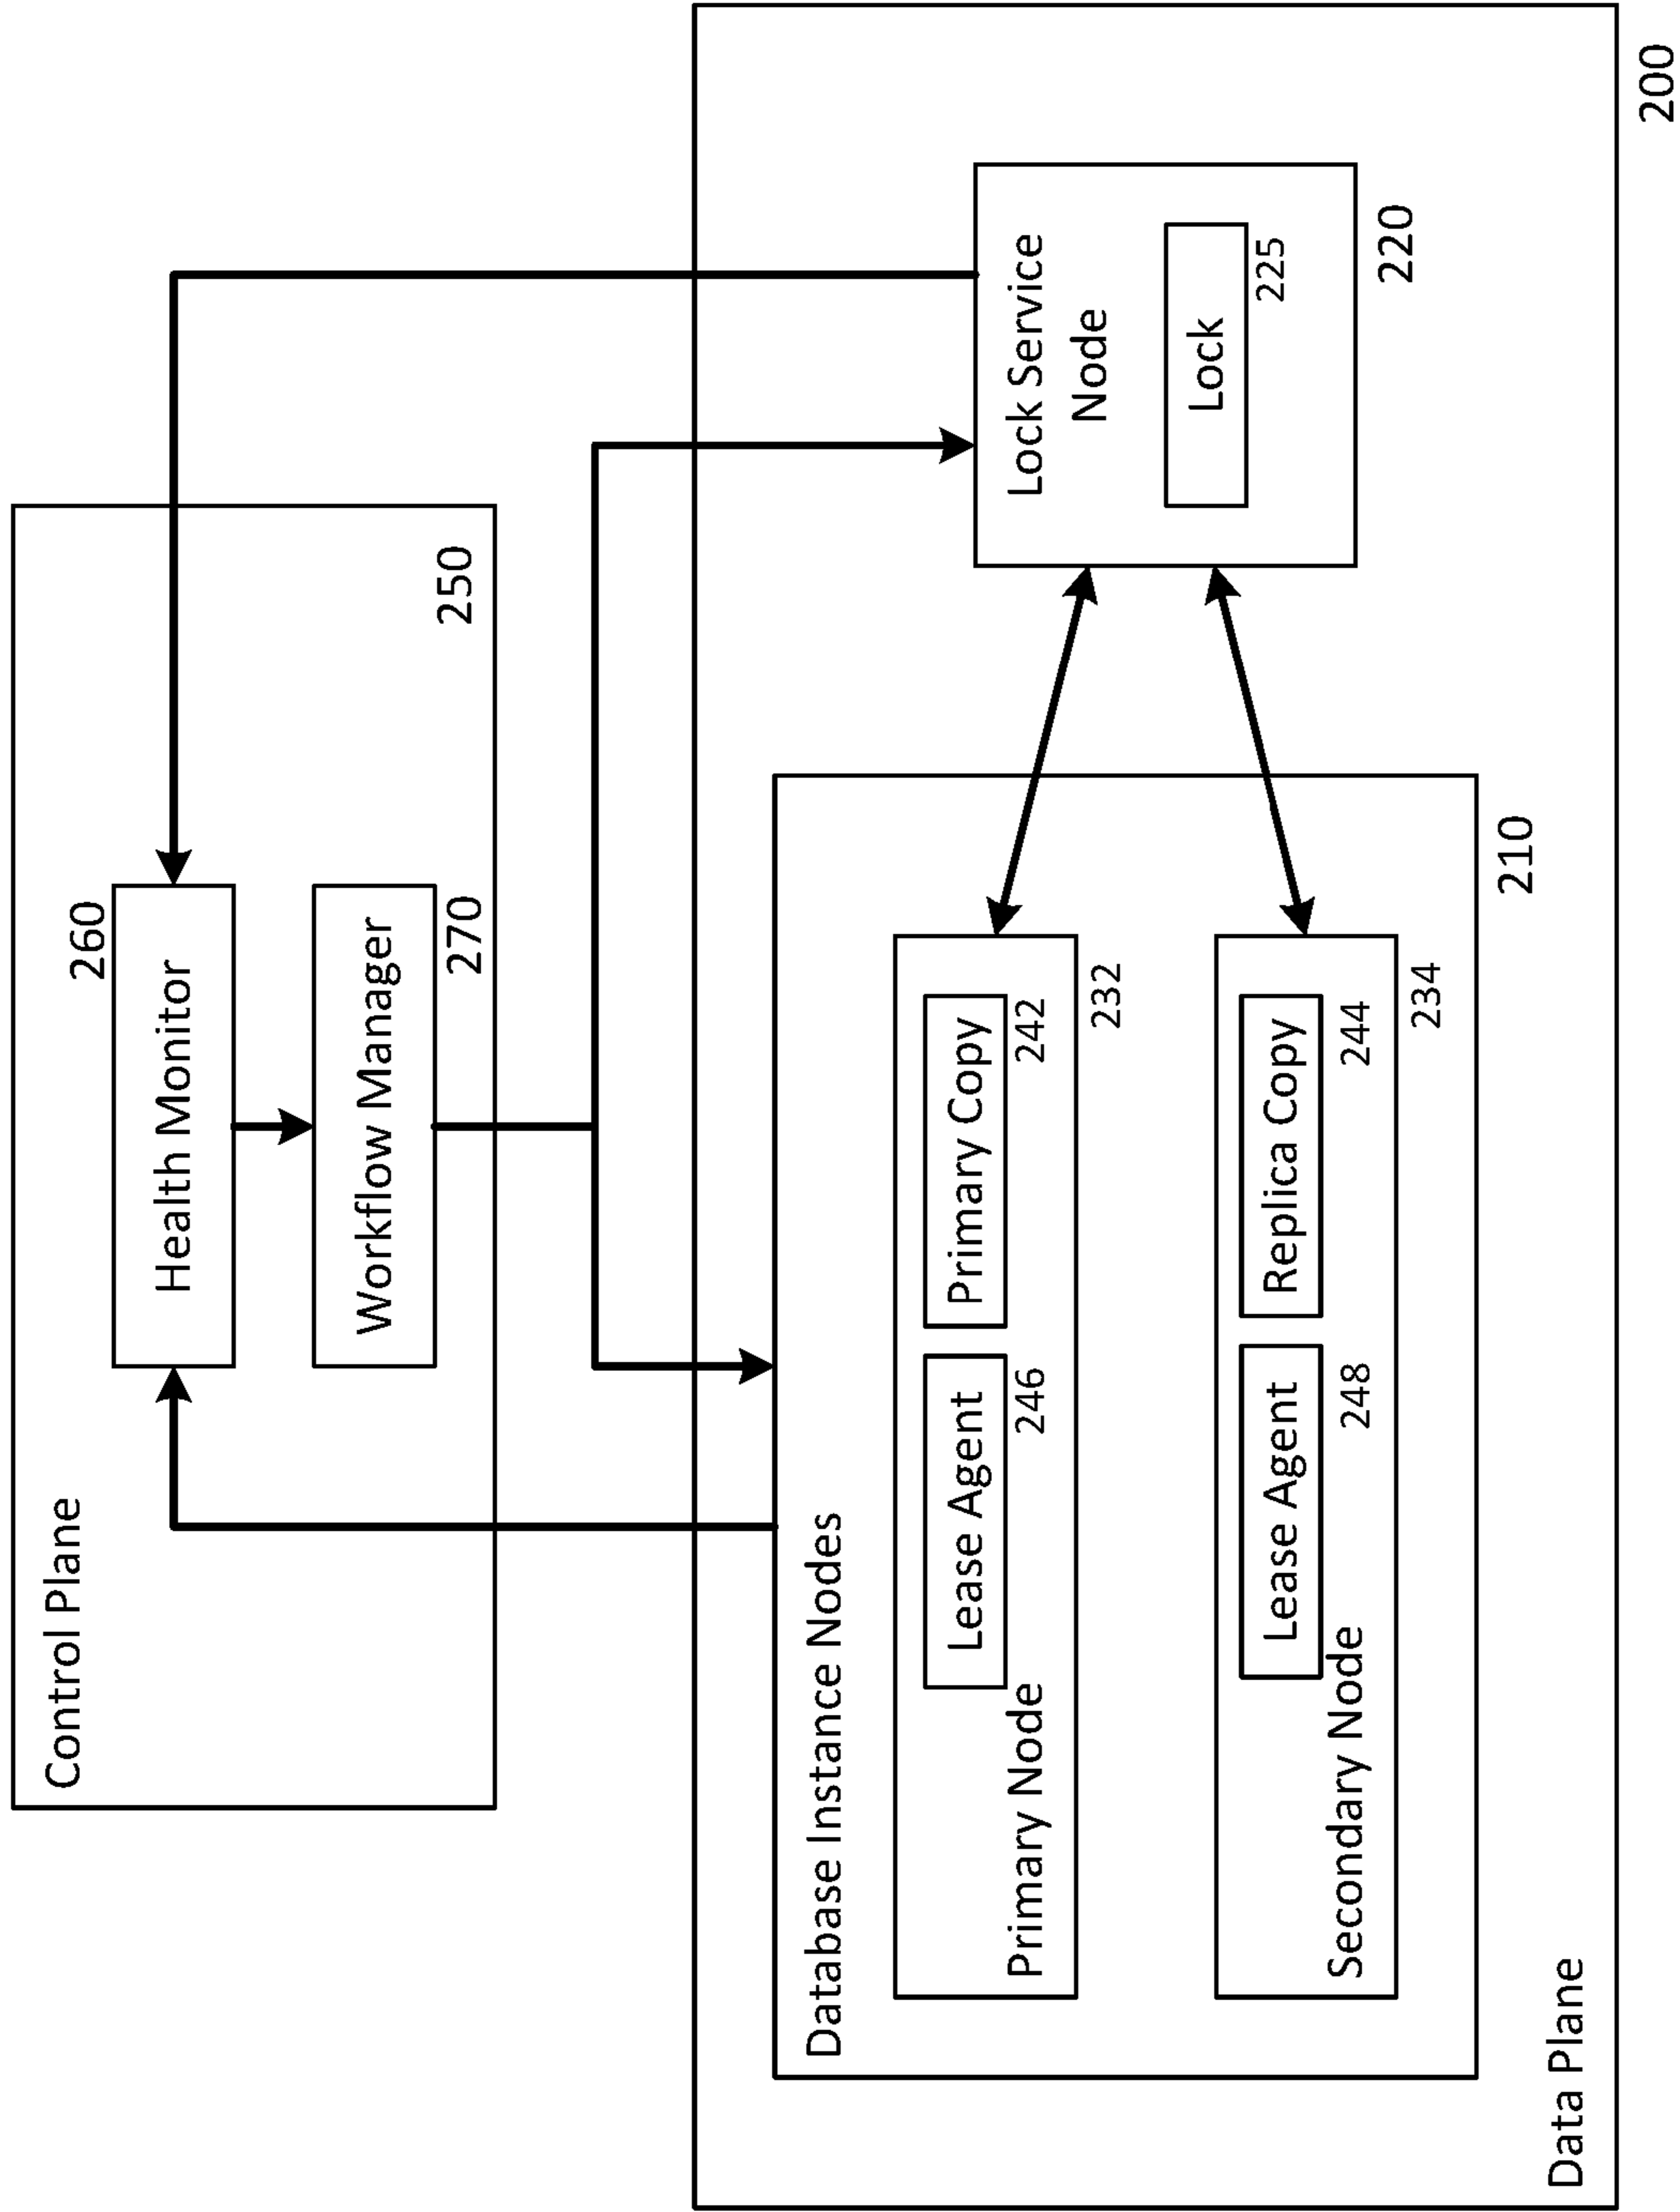 Control Plane
260
Health Monitor
Workflow Manager
270
250
Database Instance Nodes
Lease Agent
Primary Copy
246
242
Primary Node
232
Lease Agent
Replica Copy
248
244
Secondary Node
234
210
Lock Service
Node
Lock
225
220
Data Plane
200